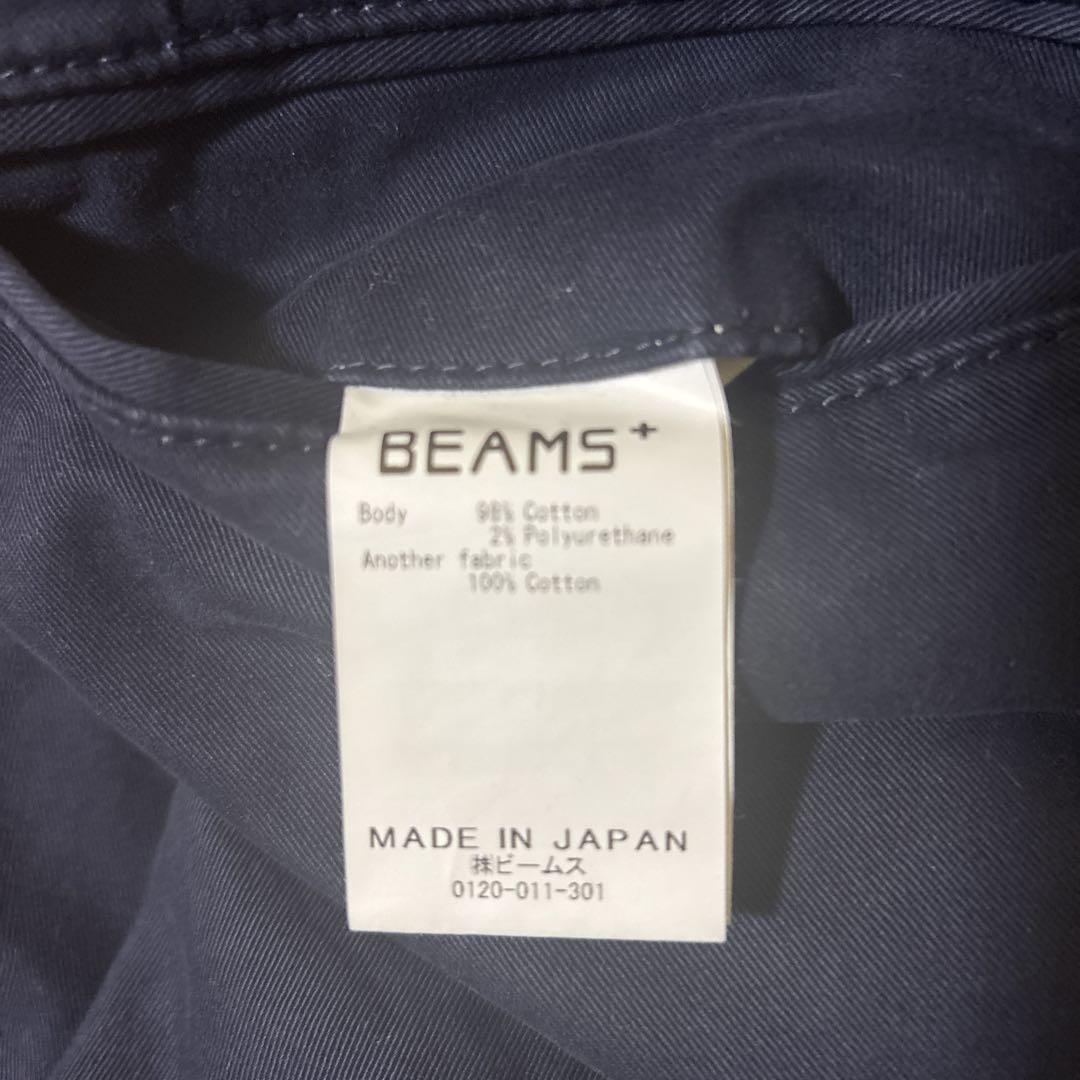 BEAMS+
Body 98% Cotton
2% Polyurethane
Another fabric
100% Cotton
MADE IN JAPAN
㈱ビームス
0120-011-301